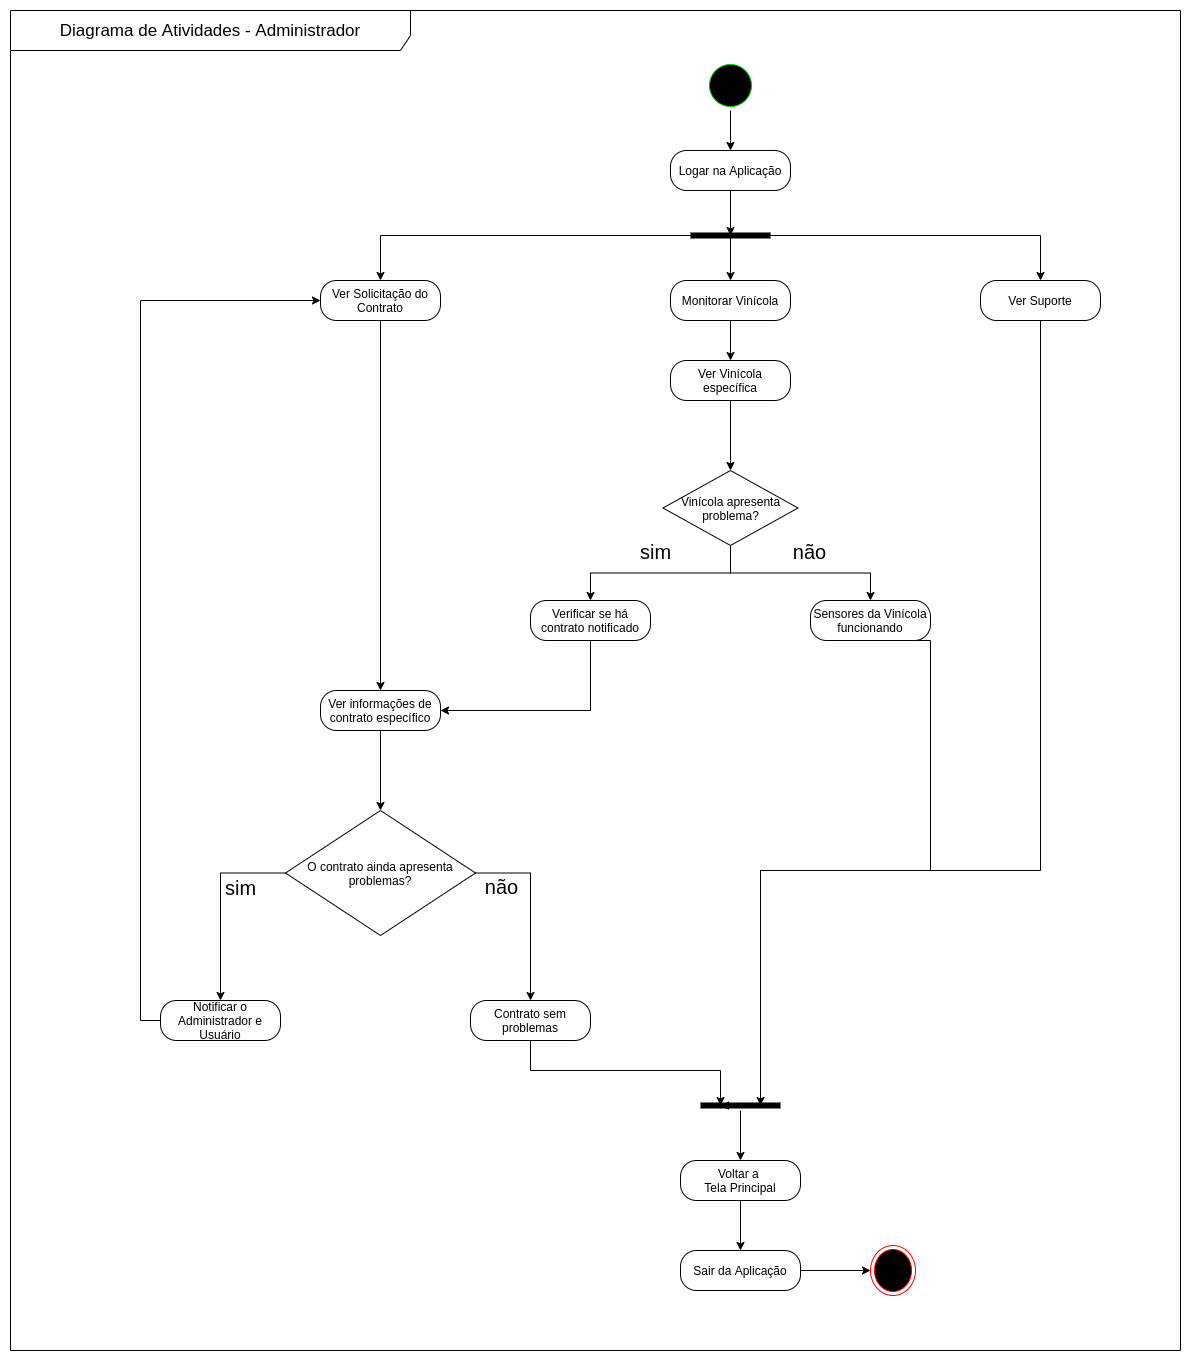 Diagrama de Atividades - Administrador
Logar na Aplicação
Ver Solicitação do
Contrato
Monitorar Vinícola
Ver Suporte
Ver Vinícola
específica
Vinícola apresenta
problema?
sim
não
Verificar se há
contrato notificado
Sensores da Vinícola
funcionando
Ver informações de
contrato específico
O contrato ainda apresenta
problemas?
sim
não
Notificar o
Administrador e
Usuário
Contrato sem
problemas
Voltar a
Tela Principal
Sair da Aplicação